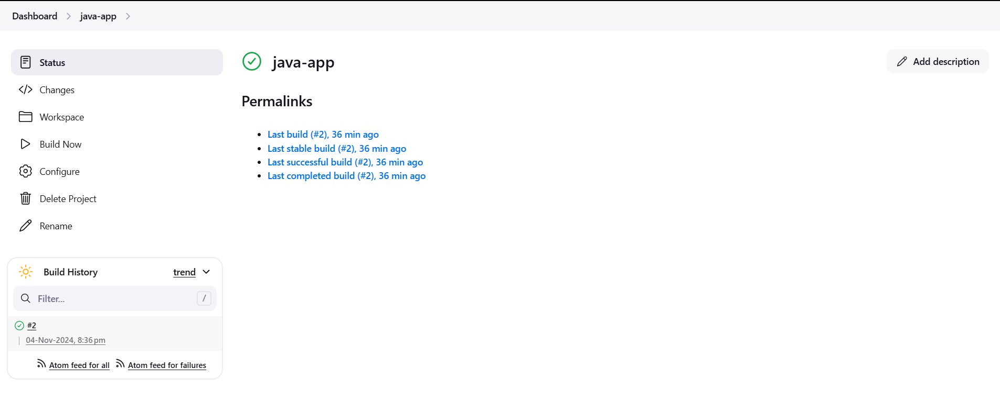 Dashboard java-app
Status
Changes
Workspace
Build Now
Configure
Delete Project
Rename
Build History trend
Filter... /
#2
04-Nov-2024, 8:36 pm
Atom feed for all Atom feed for failures
java-app
Add description
Permalinks
Last build (#2), 36 min ago
Last stable build (#2), 36 min ago
Last successful build (#2), 36 min ago
Last completed build (#2), 36 min ago